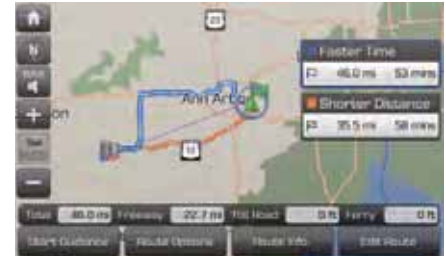 N
Ann Arbor
on
Faster Time
46.0 mi 53 mins
Shorter Distance
35.5 mi 58 mins
Total 46.0 mi Freeway 22.7 mi Toll Road 0 ft Ferry 0 ft
Start Guidance Route Options Route Info. Edit Route